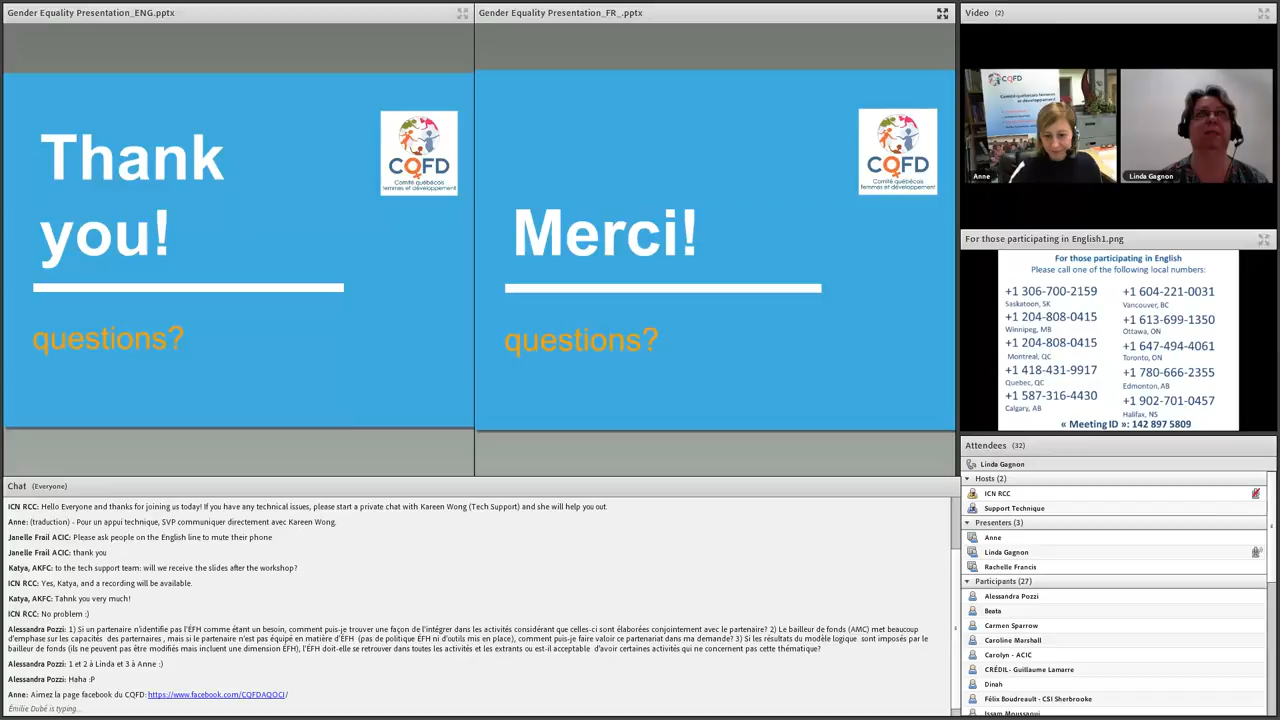 Gender Equality Presentation_ENG.pptx
Thank
you!
questions?
CQFD
Comité québécois
femmes et développement
Gender Equality Presentation_FR_.pptx
Merci!
questions?
CQFD
Comité québécois
femmes et développement
Video (2)
CQFD
Comité québécois femmes
et développement
Anne
Linda Gagnon
For those participating in English1.png
For those participating in English
Please call one of the following local numbers:
+1 306-700-2159
Saskatoon, SK
+1 204-808-0415
Winnipeg, MB
+1 204-808-0415
Montreal, QC
+1 418-431-9917
Quebec, QC
+1 587-316-4430
Calgary, AB
+1 604-221-0031
Vancouver, BC
+1 613-699-1350
Ottawa, ON
+1 647-494-4061
Toronto, ON
+1 780-666-2355
Edmonton, AB
+1 902-701-0457
Halifax, NS
« Meeting ID »: 142 897 5809
Attendees (32)
Linda Gagnon
Hosts (2)
ICN RCC
Support Technique
Presenters (3)
Anne
Linda Gagnon
Rachelle Francis
Participants (27)
Alessandra Pozzi
Beata
Carmen Sparrow
Caroline Marshall
Carolyn - ACIC
CRÉDIL- Guillaume Lamarre
Dinah
Félix Boudreault - CSI Sherbrooke
Issam Moussaoui
Chat (Everyone)
ICN RCC: Hello Everyone and thanks for joining us today! If you have any technical issues, please start a private chat with Kareen Wong (Tech Support) and she will help you out.
Anne: (traduction) - Pour un appui technique, SVP communiquer directement avec Kareen Wong.
Janelle Frail ACIC: Please ask people on the English line to mute their phone
Janelle Frail ACIC: thank you
Katya, AKFC: to the tech support team: will we receive the slides after the workshop?
ICN RCC: Yes, Katya, and a recording will be available.
Katya, AKFC: Tahnk you very much!
ICN RCC: No problem :)
Alessandra Pozzi: 1) Si un partenaire n'identifie pas l'ÉFH comme étant un besoin, comment puis-je trouver une façon de l'intégrer dans les activités considérant que celles-ci sont élaborées conjointement avec le partenaire? 2) Le bailleur de fonds (AMC) met beaucoup
d'emphase sur les capacités des parternaires , mais si le partenaire n'est pas équipé en matière d'ÉFH (pas de politique ÉFH ni d'outils mis en place), comment puis-je faire valoir ce partenariat dans ma demande? 3) Si les résultats du modèle logique sont imposés par le
bailleur de fonds (ils ne peuvent pas être modifiés mais incluent une dimension ÉFH), l'ÉFH doit-elle se retrouver dans toutes les activités et les extrants ou est-il acceptable d'avoir certaines activités qui ne concernent pas cette thématique?
Alessandra Pozzi: 1 et 2 à Linda et 3 à Anne :)
Alessandra Pozzi: Haha :P
Anne: Aimez la page facebook du CQFD: https://www.facebook.com/CQFDAQOCI/
Émilie Dubé is typing...